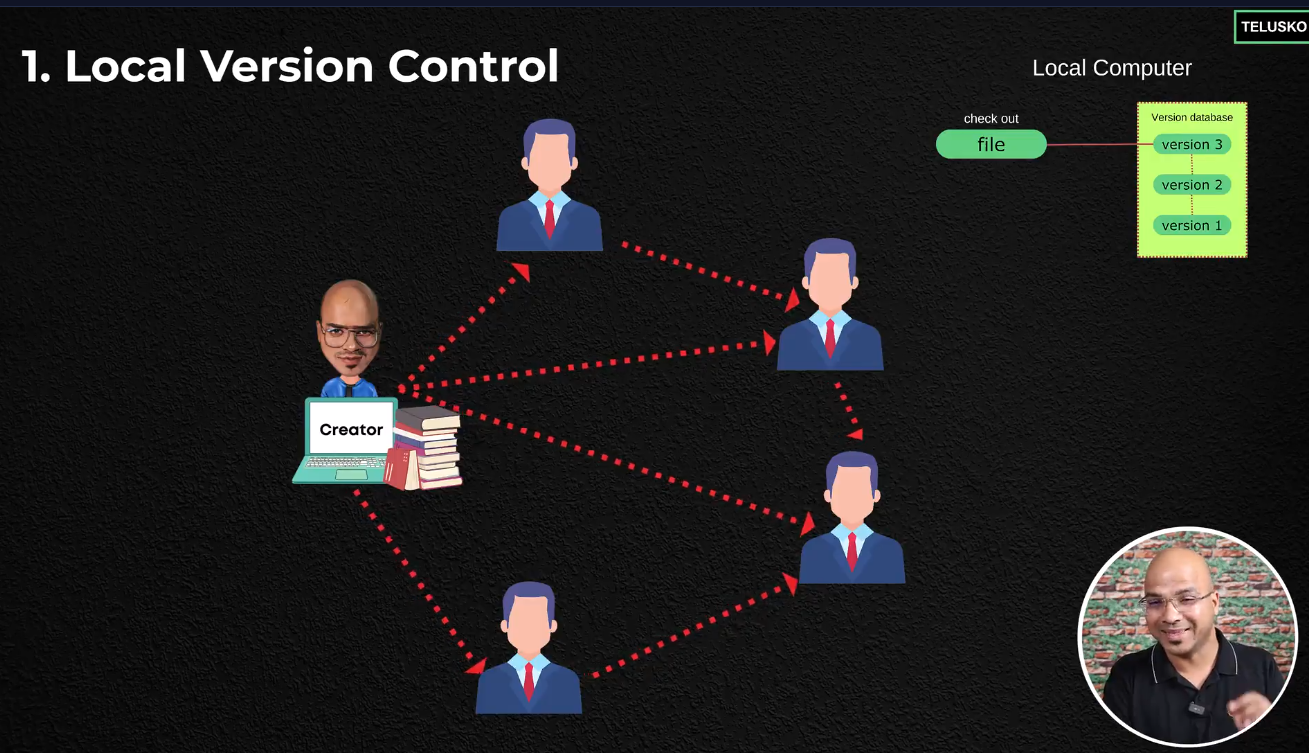 TELUSKO
1. Local Version Control
Local Computer
check out
file
Version database
version 3
version 2
version 1
Creator